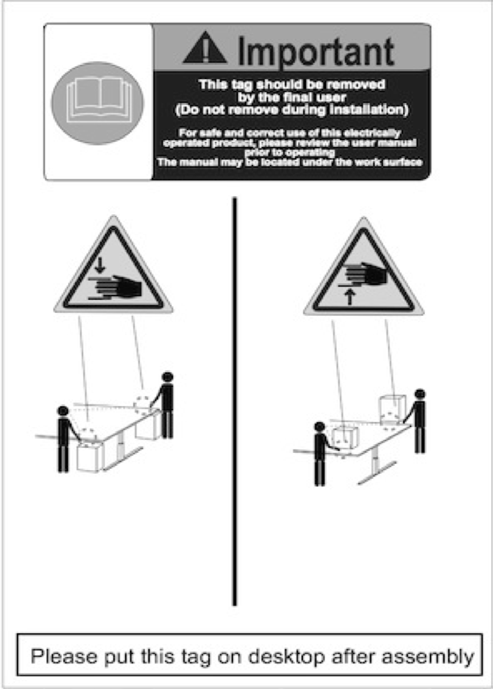 Important
This tag should be removed
by the final user
(Do not remove during installation)
For safe and correct use of this electrically
operated product, please review the user manual
prior to operating
The manual may be located under the work surface
Please put this tag on desktop after assembly